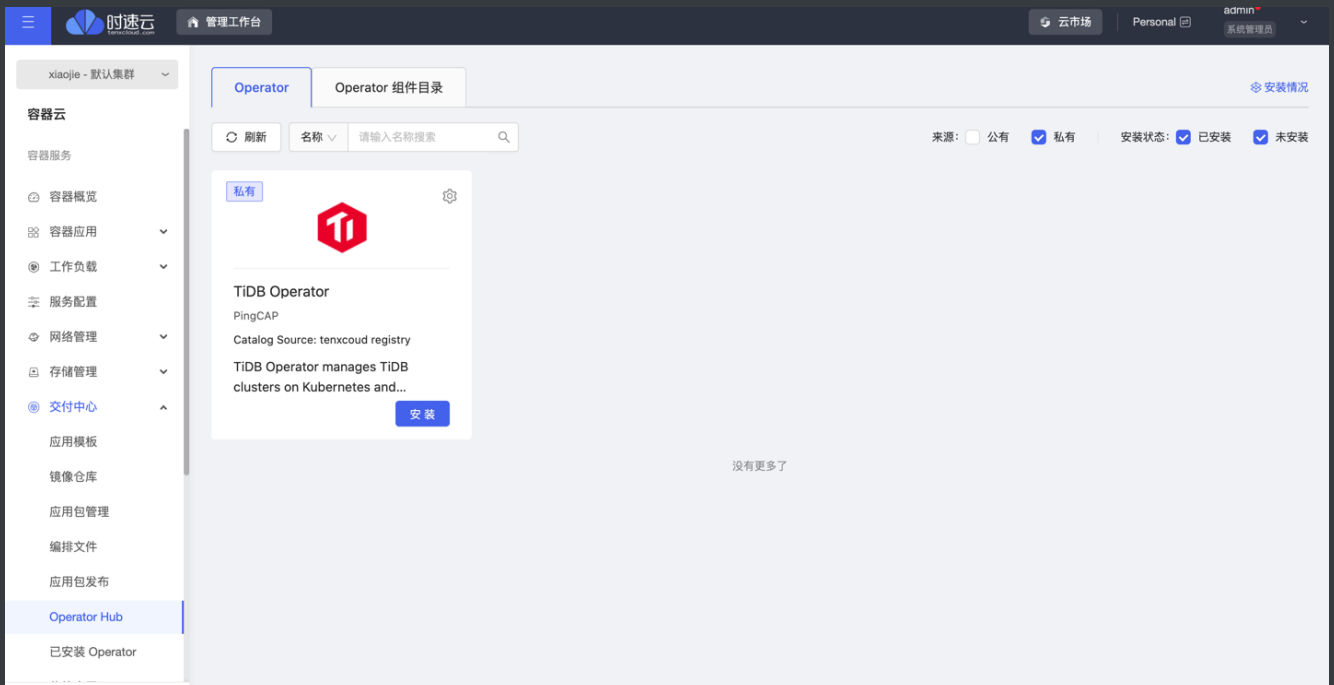 时速云
tenxcloud.com
管理工作台
云市场
Personal
admin
系统管理员
xiaojie - 默认集群
容器云
容器服务
容器概览
容器应用
工作负载
服务配置
网络管理
存储管理
交付中心
应用模板
镜像仓库
应用包管理
编排文件
应用包发布
Operator Hub
已安装 Operator
Operator
Operator 组件目录
安装情况
刷新
名称
请输入名称搜索
来源:
公有
私有
安装状态:
已安装
未安装
私有
TiDB Operator
PingCAP
Catalog Source: tenxcoud registry
TiDB Operator manages TiDB
clusters on Kubernetes and...
安 装
没有更多了